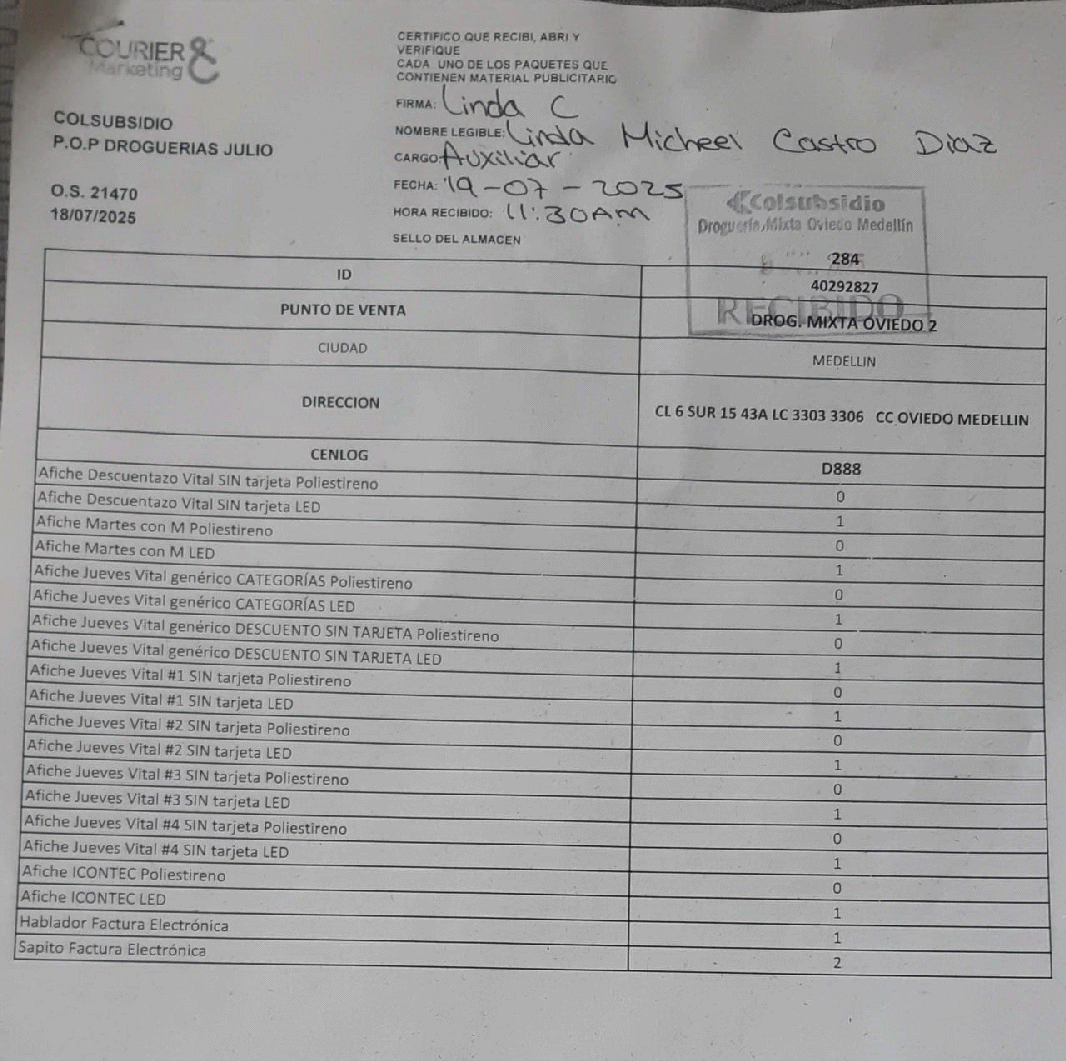 COURIER &
Marketing
COLSUBSIDIO
P.O.P DROGUERIAS JULIO
O.S. 21470
18/07/2025
CERTIFICO QUE RECIBI, ABRI Y
VERIFIQUE
CADA UNO DE LOS PAQUETES QUE
CONTIENEN MATERIAL PUBLICITARIO
FIRMA: Linda C
NOMBRE LEGIBLE: Linda Micheel Castro Diaz
CARGO: Auxiliar
FECHA: 19-07-2025
HORA RECIBIDO: 11:30AM
SELLO DEL ALMACEN
Colsubsidio
Droguería Mixta Oviedo Medellín
RECIBIDO
284
ID 40292827
PUNTO DE VENTA DROG. MIXTA OVIEDO 2
CIUDAD MEDELLIN
DIRECCION CL 6 SUR 15 43A LC 3303 3306 CC OVIEDO MEDELLIN
CENLOG D888
Afiche Descuentazo Vital SIN tarjeta Poliestireno 0
Afiche Descuentazo Vital SIN tarjeta LED 1
Afiche Martes con M Poliestireno 0
Afiche Martes con M LED 1
Afiche Jueves Vital genérico CATEGORÍAS Poliestireno 0
Afiche Jueves Vital genérico CATEGORÍAS LED 1
Afiche Jueves Vital genérico DESCUENTO SIN TARJETA Poliestireno 0
Afiche Jueves Vital genérico DESCUENTO SIN TARJETA LED 1
Afiche Jueves Vital #1 SIN tarjeta Poliestireno 0
Afiche Jueves Vital #1 SIN tarjeta LED 1
Afiche Jueves Vital #2 SIN tarjeta Poliestireno 0
Afiche Jueves Vital #2 SIN tarjeta LED 1
Afiche Jueves Vital #3 SIN tarjeta Poliestireno 0
Afiche Jueves Vital #3 SIN tarjeta LED 1
Afiche Jueves Vital #4 SIN tarjeta Poliestireno 0
Afiche Jueves Vital #4 SIN tarjeta LED 1
Afiche ICONTEC Poliestireno 0
Afiche ICONTEC LED 1
Hablador Factura Electrónica 1
Sapito Factura Electrónica 2